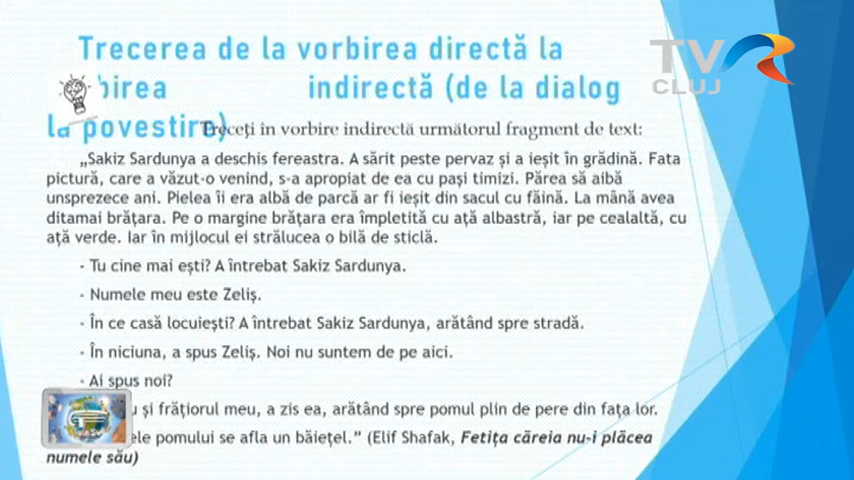 Trecerea de la vorbirea directă la
birea indirectă (de la dialog
la povestire)
Treceți în vorbire indirectă următorul fragment de text:
TVR
CLUJ
„Sakiz Sardunya a deschis fereastra. A sărit peste pervaz și a ieșit în grădină. Fata
pictură, care a văzut-o venind, s-a apropiat de ea cu pași timizi. Părea să aibă
unsprezece ani. Pielea îi era albă de parcă ar fi ieșit din sacul cu făină. La mână avea
ditamai brățara. Pe o margine brățara era împletită cu ață albastră, iar pe cealaltă, cu
ață verde. Iar în mijlocul ei strălucea o bilă de sticlă.
- Tu cine mai ești? A întrebat Sakiz Sardunya.
- Numele meu este Zeliș.
- În ce casă locuiești? A întrebat Sakiz Sardunya, arătând spre stradă.
- În niciuna, a spus Zeliș. Noi nu suntem de pe aici.
- Ai spus noi?
și frățiorul meu, a zis ea, arătând spre pomul plin de pere din fața lor.
ele pomului se afla un băiețel.” (Elif Shafak, Fetița căreia nu-i plăcea
numele său)